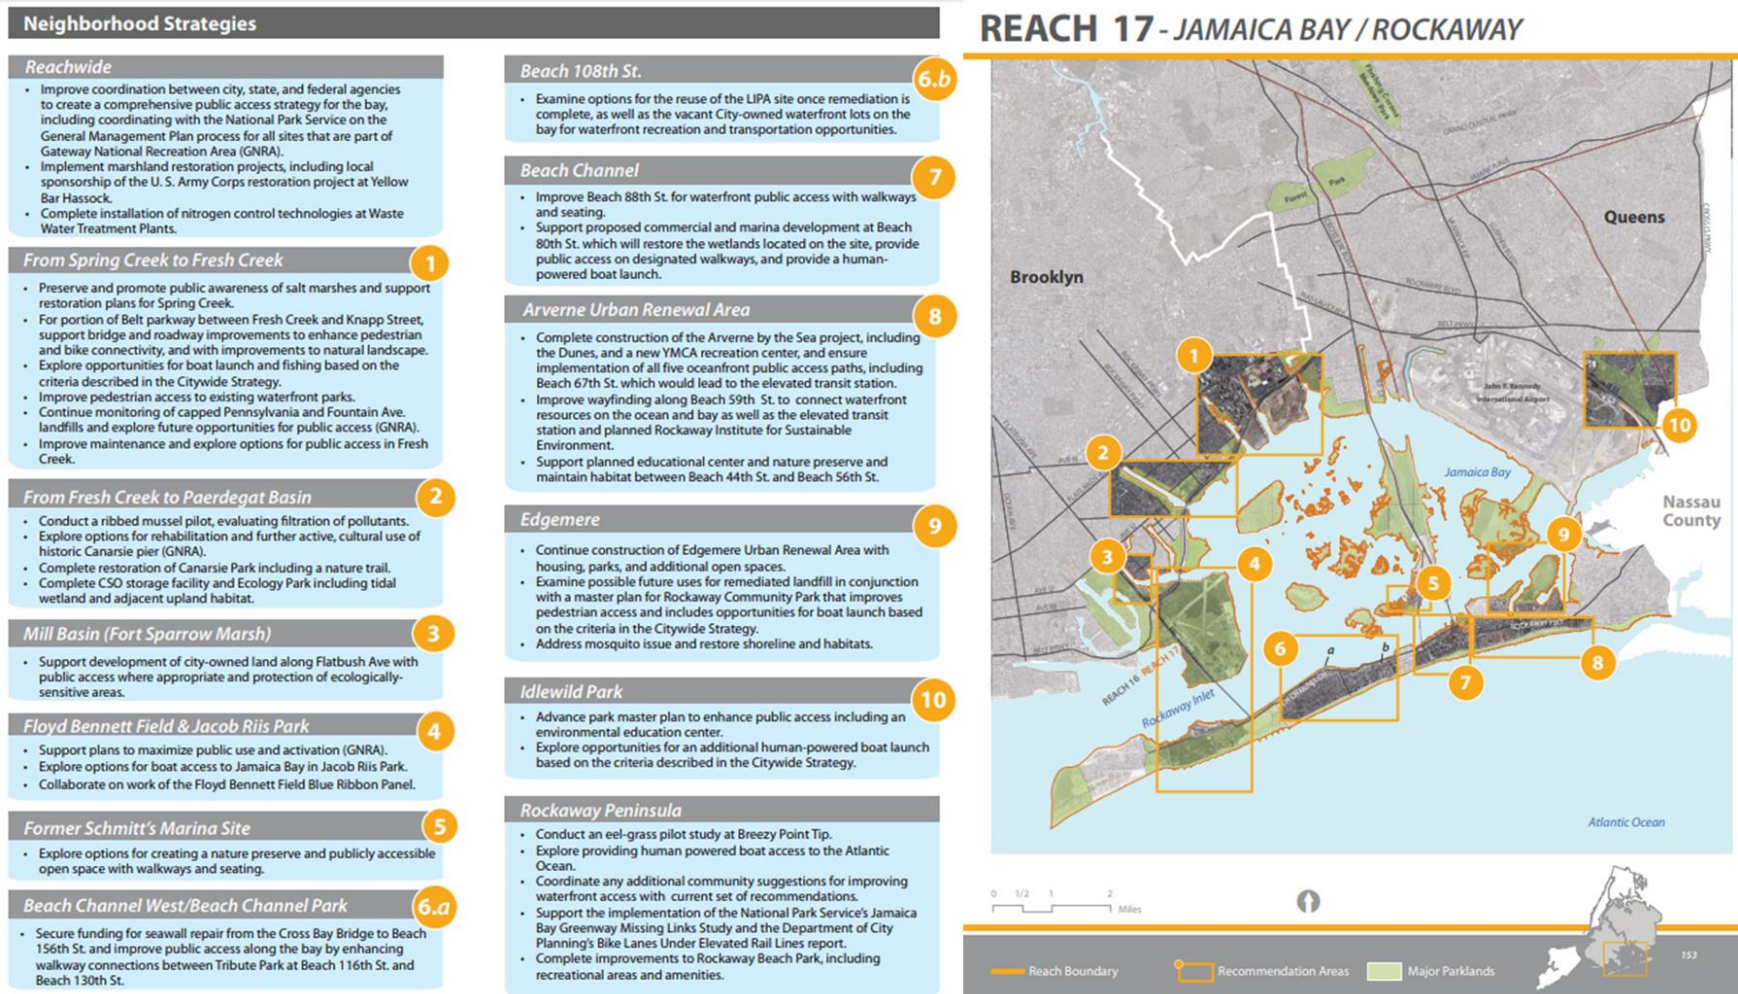 Neighborhood Strategies
Reachwide
• Improve coordination between city, state, and federal agencies
to create a comprehensive public access strategy for the bay,
including coordinating with the National Park Service on the
General Management Plan process for all sites that are part of
Gateway National Recreation Area (GNRA).
• Implement marshland restoration projects, including local
sponsorship of the U. S. Army Corps restoration project at Yellow
Bar Hassock.
• Complete installation of nitrogen control technologies at Waste
Water Treatment Plants.
From Spring Creek to Fresh Creek
1
• Preserve and promote public awareness of salt marshes and support
restoration plans for Spring Creek.
• For portion of Belt parkway between Fresh Creek and Knapp Street,
support bridge and roadway improvements to enhance pedestrian
and bike connectivity, and with improvements to natural landscape.
• Explore opportunities for boat launch and fishing based on the
criteria described in the Citywide Strategy.
• Improve pedestrian access to existing waterfront parks.
• Continue monitoring of capped Pennsylvania and Fountain Ave.
landfills and explore future opportunities for public access (GNRA).
• Improve maintenance and explore options for public access in Fresh
Creek.
From Fresh Creek to Paerdegat Basin
2
• Conduct a ribbed mussel pilot, evaluating filtration of pollutants.
• Explore options for rehabilitation and further active, cultural use of
historic Canarsie pier (GNRA).
• Complete restoration of Canarsie Park including a nature trail.
• Complete CSO storage facility and Ecology Park including tidal
wetland and adjacent upland habitat.
Mill Basin (Fort Sparrow Marsh)
3
• Support development of city-owned land along Flatbush Ave with
public access where appropriate and protection of ecologically-
sensitive areas.
Floyd Bennett Field & Jacob Riis Park
4
• Support plans to maximize public use and activation (GNRA).
• Explore options for boat access to Jamaica Bay in Jacob Riis Park.
• Collaborate on work of the Floyd Bennett Field Blue Ribbon Panel.
Former Schmitt's Marina Site
5
• Explore options for creating a nature preserve and publicly accessible
open space with walkways and seating.
Beach Channel West/Beach Channel Park
6.a
• Secure funding for seawall repair from the Cross Bay Bridge to Beach
156th St. and improve public access along the bay by enhancing
walkway connections between Tribute Park at Beach 116th St. and
Beach 130th St.
Beach 108th St.
6.b
• Examine options for the reuse of the LIPA site once remediation is
complete, as well as the vacant City-owned waterfront lots on the
bay for waterfront recreation and transportation opportunities.
Beach Channel
7
• Improve Beach 88th St. for waterfront public access with walkways
and seating.
• Support proposed commercial and marina development at Beach
80th St. which will restore the wetlands located on the site, provide
public access on designated walkways, and provide a human-
powered boat launch.
Arverne Urban Renewal Area
8
• Complete construction of the Arverne by the Sea project, including
the Dunes, and a new YMCA recreation center, and ensure
implementation of all five oceanfront public access paths, including
Beach 67th St. which would lead to the elevated transit station.
• Improve wayfinding along Beach 59th St. to connect waterfront
resources on the ocean and bay as well as the elevated transit
station and planned Rockaway Institute for Sustainable
Environment.
• Support planned educational center and nature preserve and
maintain habitat between Beach 44th St. and Beach 56th St.
Edgemere
9
• Continue construction of Edgemere Urban Renewal Area with
housing, parks, and additional open spaces.
• Examine possible future uses for remediated landfill in conjunction
with a master plan for Rockaway Community Park that improves
pedestrian access and includes opportunities for boat launch based
on the criteria in the Citywide Strategy.
• Address mosquito issue and restore shoreline and habitats.
Idlewild Park
10
• Advance park master plan to enhance public access including an
environmental education center.
• Explore opportunities for an additional human-powered boat launch
based on the criteria described in the Citywide Strategy.
Rockaway Peninsula
• Conduct an eel-grass pilot study at Breezy Point Tip.
• Explore providing human powered boat access to the Atlantic
Ocean.
• Coordinate any additional community suggestions for improving
waterfront access with current set of recommendations.
• Support the implementation of the National Park Service's Jamaica
Bay Greenway Missing Links Study and the Department of City
Planning's Bike Lanes Under Elevated Rail Lines report.
• Complete improvements to Rockaway Beach Park, including
recreational areas and amenities.
REACH 17 - JAMAICA BAY / ROCKAWAY
Flushing Corona
Meadows Park
GRAND CENTRAL PKWY
JAMAICA AVE
Forest Park
Queens
Brooklyn
ROCKAWAY BLVD
BELT PKWY
John F. Kennedy
International Airport
1
10
2
Jamaica Bay
Nassau
County
9
3
4
5
ROCKAWAY FWY
6
a
b
8
7
REACH 16
REACH 17
Rockaway Inlet
Atlantic Ocean
0 1/2 1 2
Miles
Reach Boundary
Recommendation Areas
Major Parklands
153